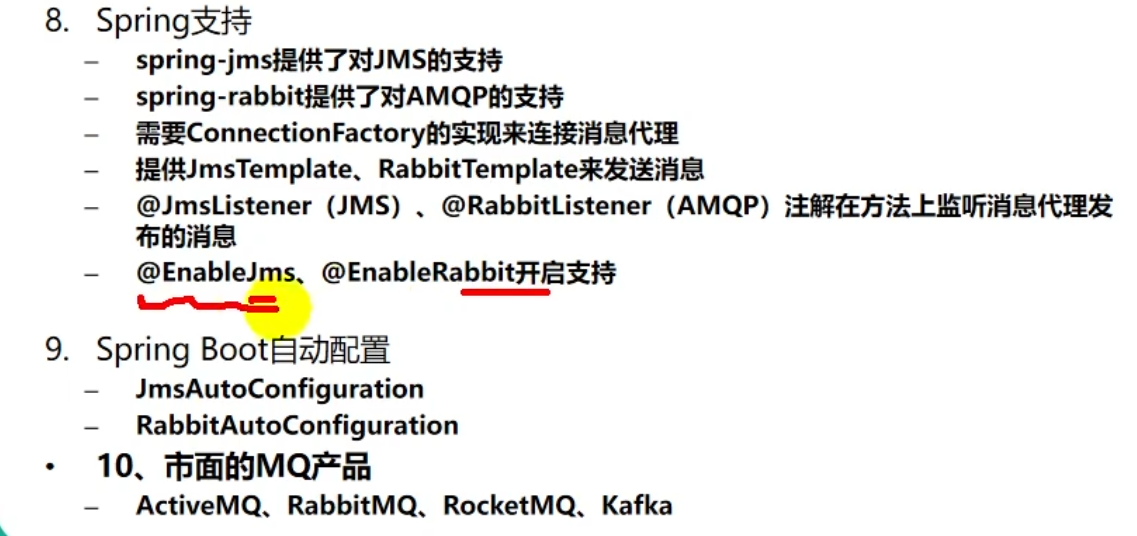 8. Spring支持
– spring-jms提供了对JMS的支持
– spring-rabbit提供了对AMQP的支持
– 需要ConnectionFactory的实现来连接消息代理
– 提供JmsTemplate、RabbitTemplate来发送消息
– @JmsListener（JMS）、@RabbitListener（AMQP）注解在方法上监听消息代理发
布的消息
– @EnableJms、@EnableRabbit开启支持
9. Spring Boot自动配置
– JmsAutoConfiguration
– RabbitAutoConfiguration
• 10、市面的MQ产品
– ActiveMQ、RabbitMQ、RocketMQ、Kafka